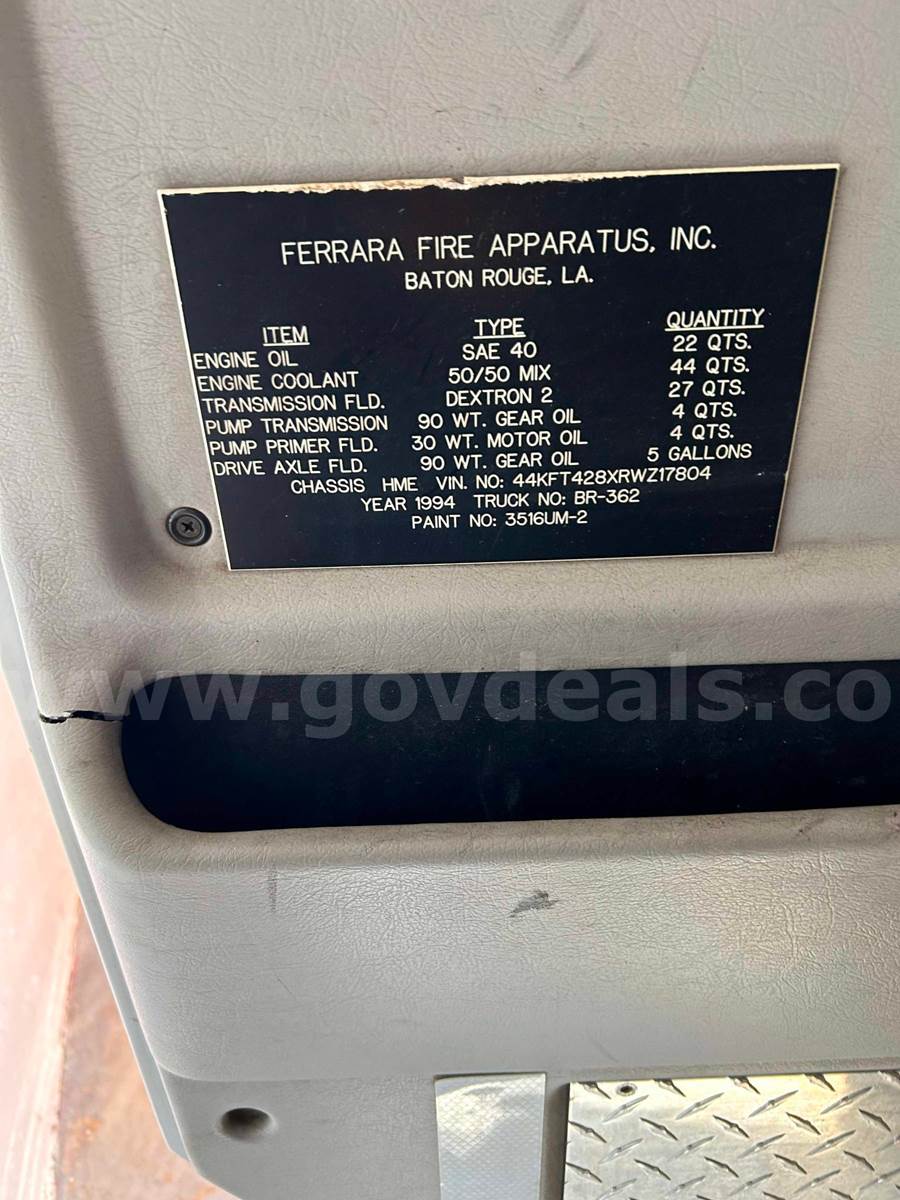 FERRARA FIRE APPARATUS, INC.
BATON ROUGE, LA.
ITEM TYPE QUANTITY
ENGINE OIL SAE 40 22 QTS.
ENGINE COOLANT 50/50 MIX 44 QTS.
TRANSMISSION FLD. DEXTRON 2 27 QTS.
PUMP TRANSMISSION 90 WT. GEAR OIL 4 QTS.
PUMP PRIMER FLD. 30 WT. MOTOR OIL 4 QTS.
DRIVE AXLE FLD. 90 WT. GEAR OIL 5 GALLONS
CHASSIS HME VIN. NO: 44KFT428XRWZ17804
YEAR 1994 TRUCK NO: BR-362
PAINT NO: 3516UM-2
www.govdeals.co